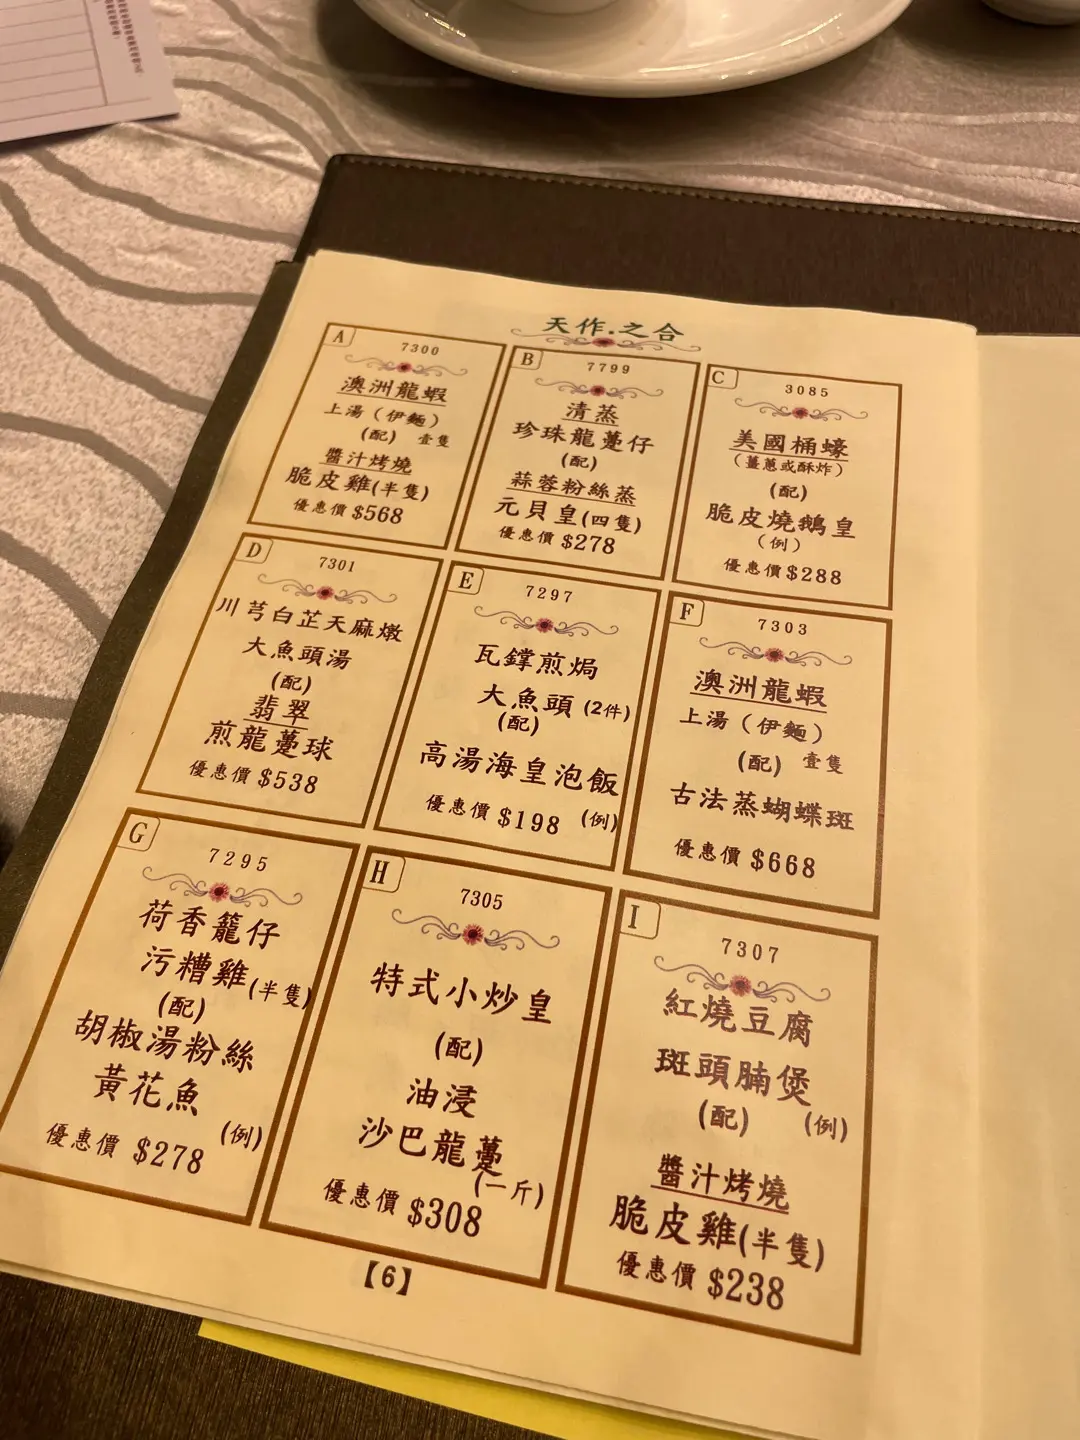 天作.之合
A
7300
澳洲龍蝦
上湯（伊麵）
(配) 壹隻
醬汁烤燒
脆皮雞(半隻)
優惠價 $568
B
7799
清蒸
珍珠龍躉仔
(配)
蒜蓉粉絲蒸
元貝皇(四隻)
優惠價 $278
C
3085
美國桶蠔
（薑蔥或酥炸）
(配)
脆皮燒鵝皇
（例）
優惠價 $288
D
7301
川芎白芷天麻燉
大魚頭湯
(配)
翡翠
煎龍躉球
優惠價 $538
E
7297
瓦鐣煎焗
大魚頭 (2件)
(配)
高湯海皇泡飯
優惠價 $198 (例)
F
7303
澳洲龍蝦
上湯（伊麵）
(配) 壹隻
古法蒸蝴蝶斑
優惠價 $668
G
7295
荷香籠仔
污糟雞(半隻)
(配)
胡椒湯粉絲
黃花魚
(例)
優惠價 $278
H
7305
特式小炒皇
(配)
油浸
沙巴龍躉
(一斤)
優惠價 $308
I
7307
紅燒豆腐
斑頭腩煲
(配) (例)
醬汁烤燒
脆皮雞(半隻)
優惠價 $238
【6】